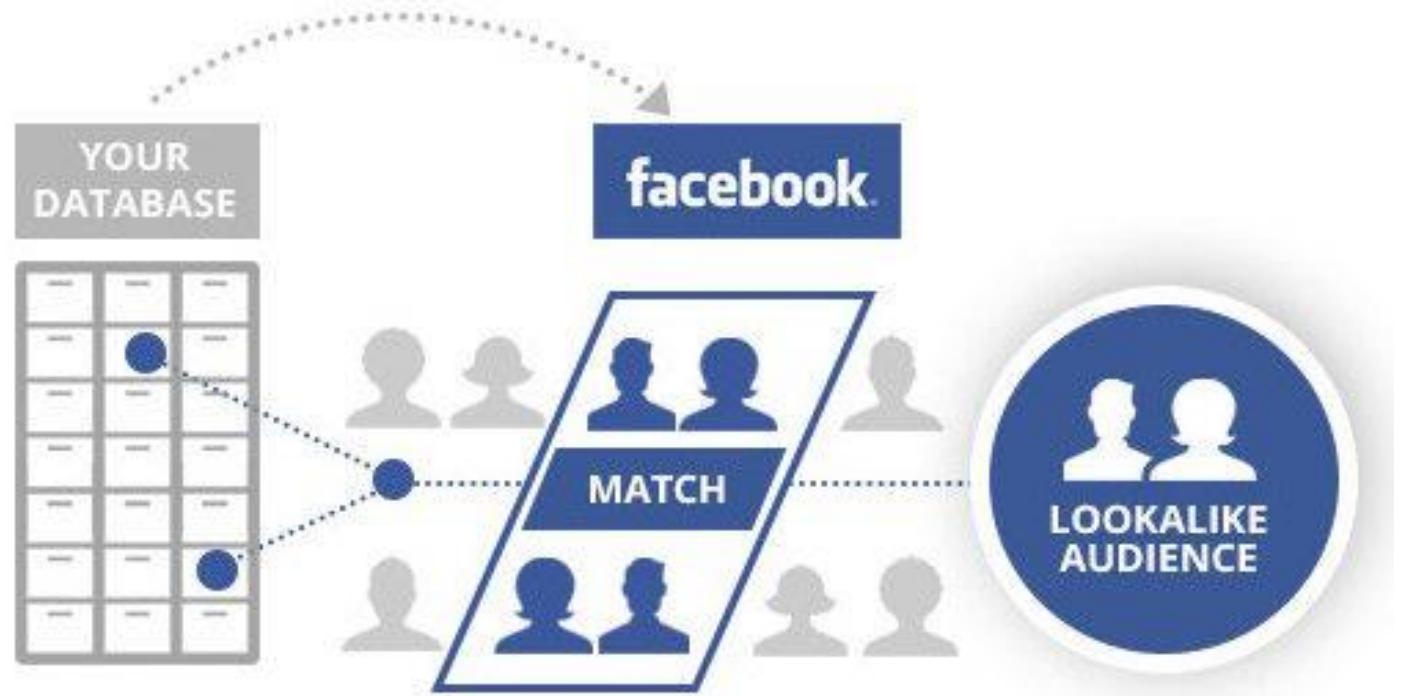 YOUR
DATABASE
facebook.
MATCH
LOOKALIKE
AUDIENCE